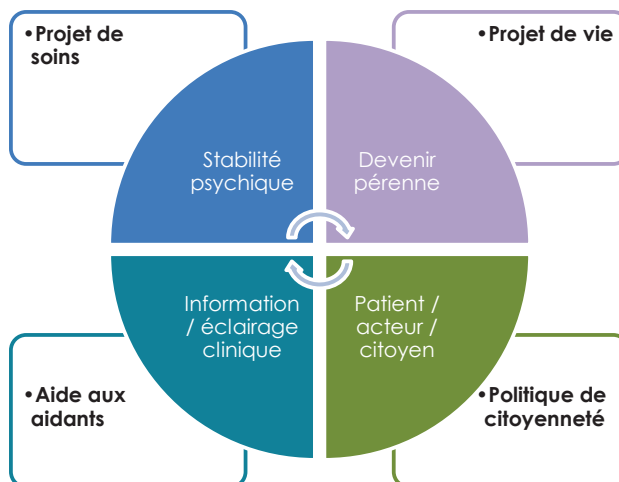 •Projet de
soins
•Projet de vie
Stabilité
psychique
Devenir
pérenne
Information
/ éclairage
clinique
Patient /
acteur /
citoyen
•Aide aux
aidants
•Politique de
citoyenneté